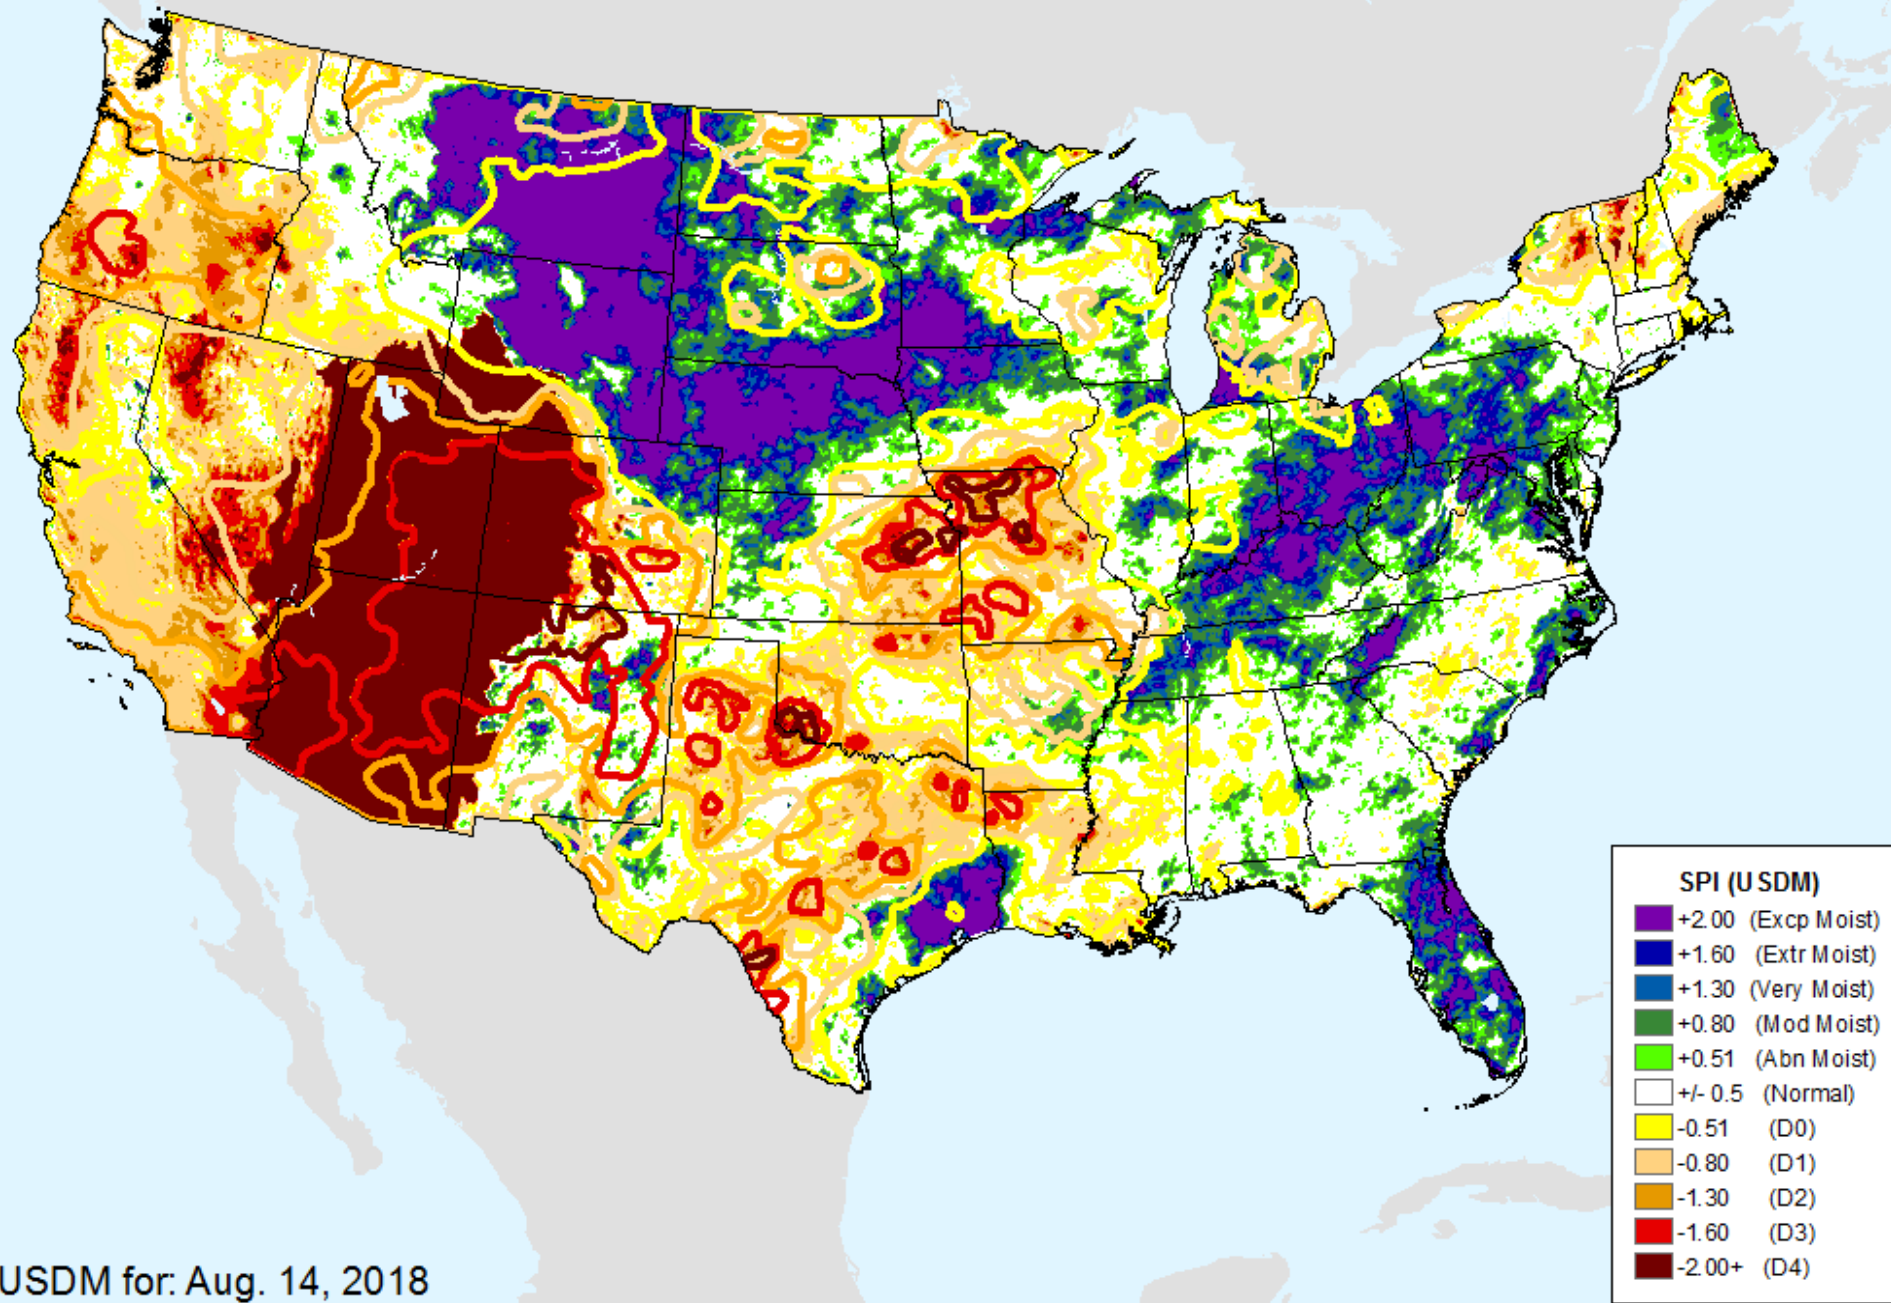 SPI (USDM)
+2.00 (Excp Moist)
+1.60 (Extr Moist)
+1.30 (Very Moist)
+0.80 (Mod Moist)
+0.51 (Abn Moist)
+/- 0.5 (Normal)
-0.51 (D0)
-0.80 (D1)
-1.30 (D2)
-1.60 (D3)
-2.00+ (D4)
USDM for: Aug. 14, 2018